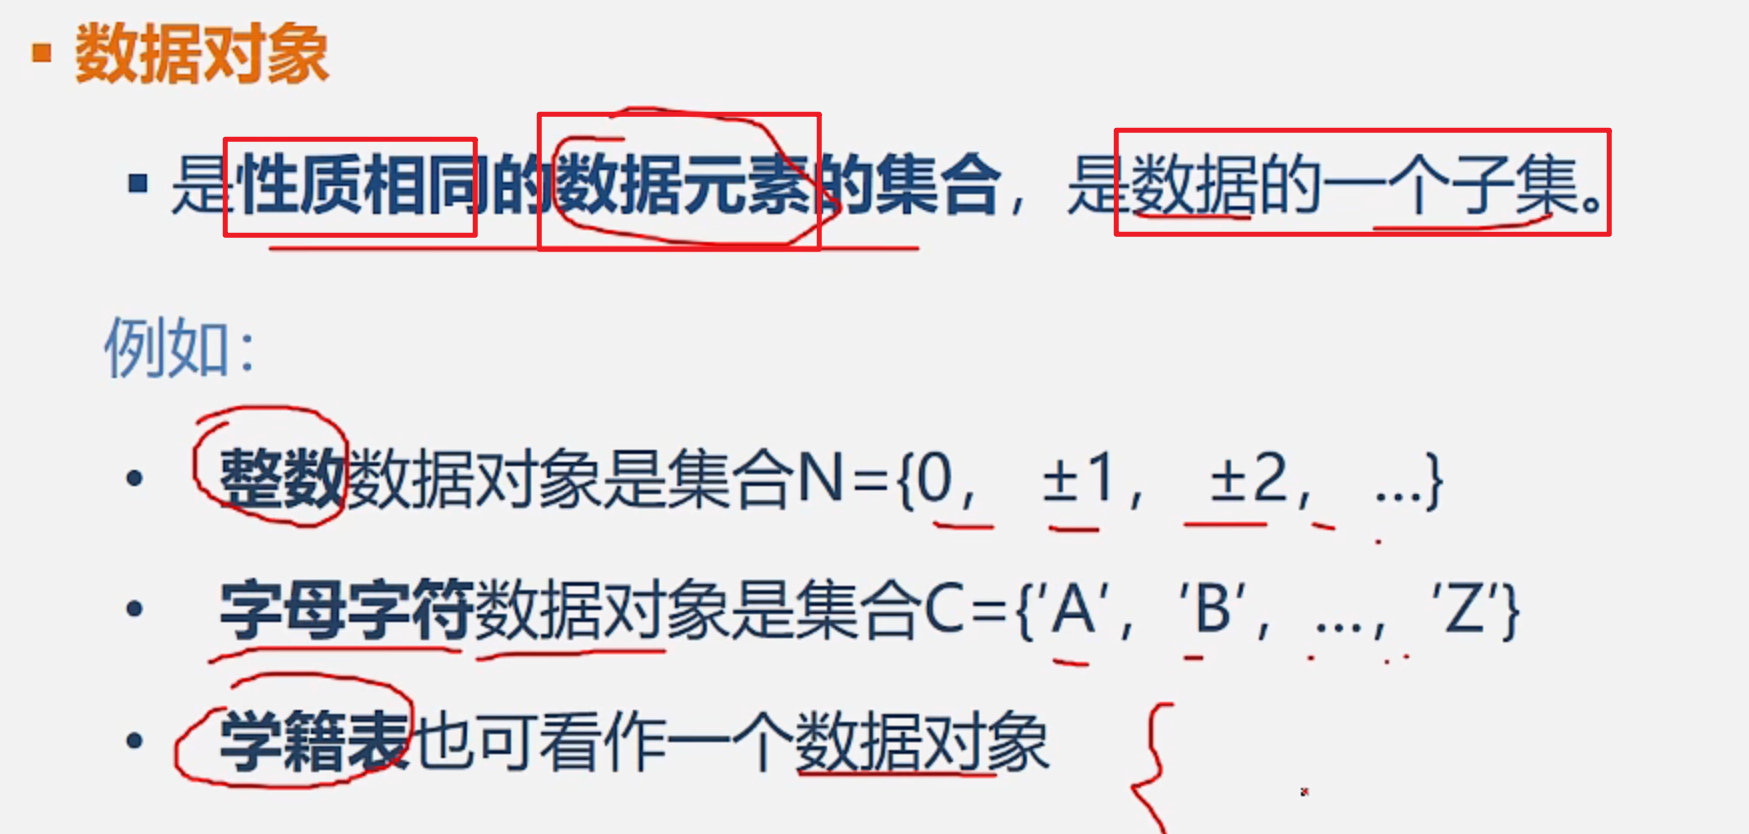 ▪ 数据对象
▪ 是性质相同的数据元素的集合，是数据的一个子集。
例如：
• 整数数据对象是集合N={0， ±1， ±2， …}
• 字母字符数据对象是集合C={′A′， ′B′， …， ′Z′}
• 学籍表也可看作一个数据对象